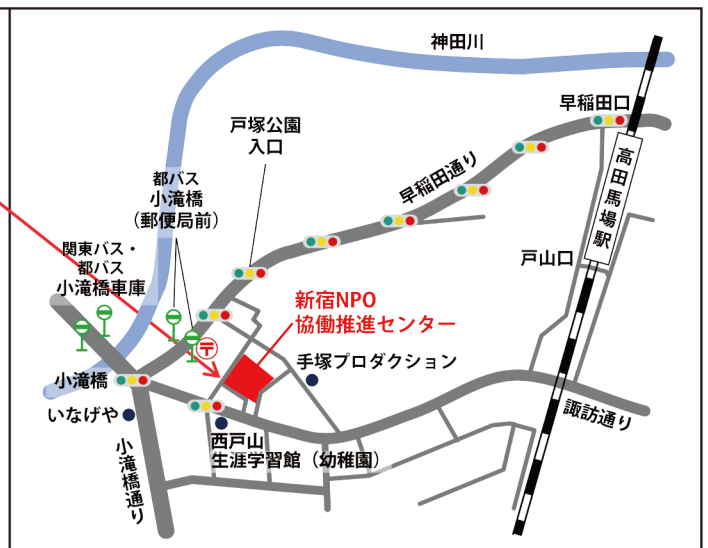 神田川
早稲田口
戸塚公園
入口
早稲田通り
高田馬場駅
都バス
小滝橋
(郵便局前)
関東バス・
都バス
小滝橋車庫
戸山口
新宿NPO
協働推進センター
〒
手塚プロダクション
小滝橋
いなげや
諏訪通り
西戸山
生涯学習館(幼稚園)
小滝橋通り